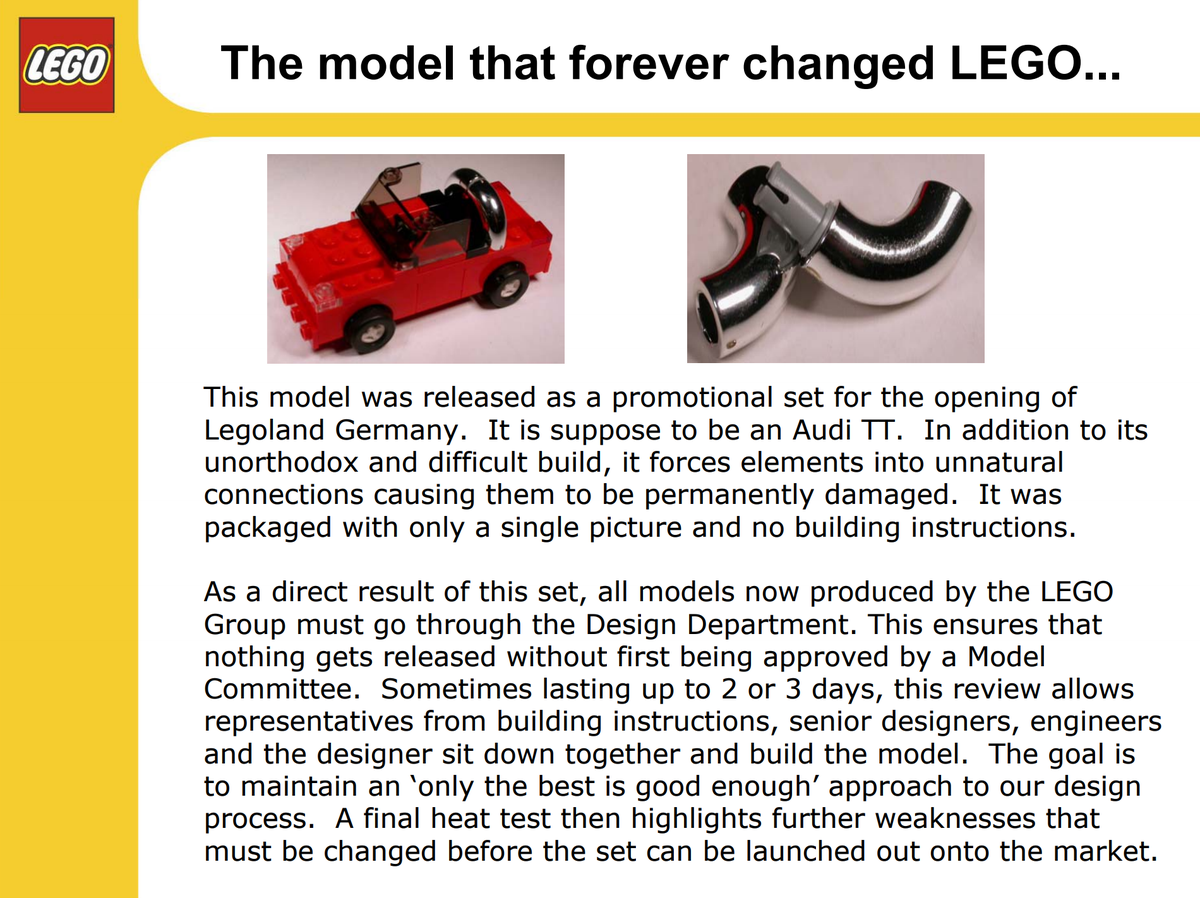 LEGO
The model that forever changed LEGO...
This model was released as a promotional set for the opening of
Legoland Germany.  It is suppose to be an Audi TT.  In addition to its
unorthodox and difficult build, it forces elements into unnatural
connections causing them to be permanently damaged.  It was
packaged with only a single picture and no building instructions.
As a direct result of this set, all models now produced by the LEGO
Group must go through the Design Department. This ensures that
nothing gets released without first being approved by a Model
Committee.  Sometimes lasting up to 2 or 3 days, this review allows
representatives from building instructions, senior designers, engineers
and the designer sit down together and build the model.  The goal is
to maintain an ‘only the best is good enough’ approach to our design
process.  A final heat test then highlights further weaknesses that
must be changed before the set can be launched out onto the market.